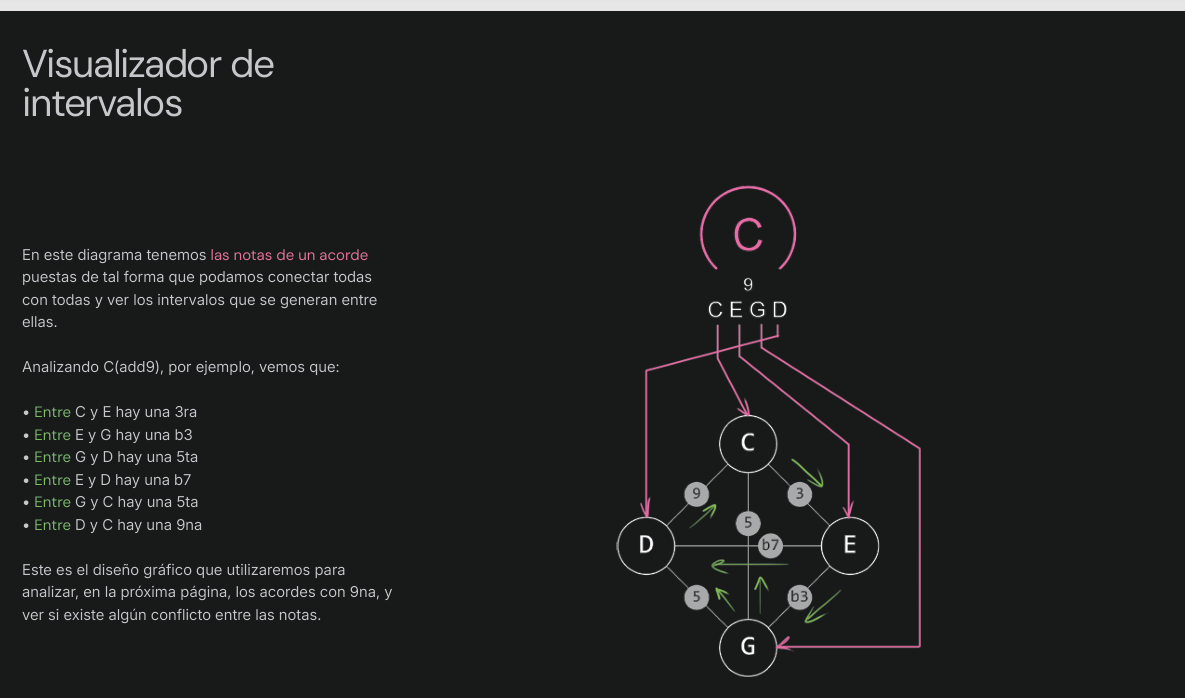 Visualizador de
intervalos
En este diagrama tenemos las notas de un acorde
puestas de tal forma que podamos conectar todas
con todas y ver los intervalos que se generan entre
ellas.
Analizando C(add9), por ejemplo, vemos que:
• Entre C y E hay una 3ra
• Entre E y G hay una b3
• Entre G y D hay una 5ta
• Entre E y D hay una b7
• Entre G y C hay una 5ta
• Entre D y C hay una 9na
Este es el diseño gráfico que utilizaremos para
analizar, en la próxima página, los acordes con 9na, y
ver si existe algún conflicto entre las notas.
C
9
C E G D
C
9
3
5
D
b7
E
5
b3
G